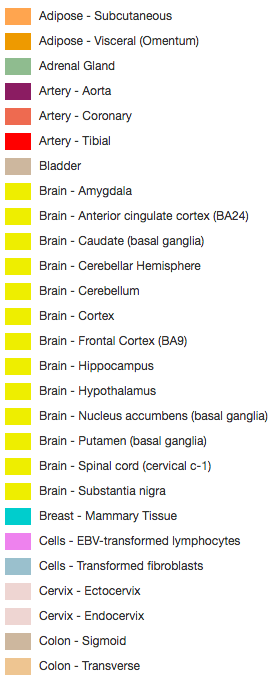 Adipose - Subcutaneous
Adipose - Visceral (Omentum)
Adrenal Gland
Artery - Aorta
Artery - Coronary
Artery - Tibial
Bladder
Brain - Amygdala
Brain - Anterior cingulate cortex (BA24)
Brain - Caudate (basal ganglia)
Brain - Cerebellar Hemisphere
Brain - Cerebellum
Brain - Cortex
Brain - Frontal Cortex (BA9)
Brain - Hippocampus
Brain - Hypothalamus
Brain - Nucleus accumbens (basal ganglia)
Brain - Putamen (basal ganglia)
Brain - Spinal cord (cervical c-1)
Brain - Substantia nigra
Breast - Mammary Tissue
Cells - EBV-transformed lymphocytes
Cells - Transformed fibroblasts
Cervix - Ectocervix
Cervix - Endocervix
Colon - Sigmoid
Colon - Transverse